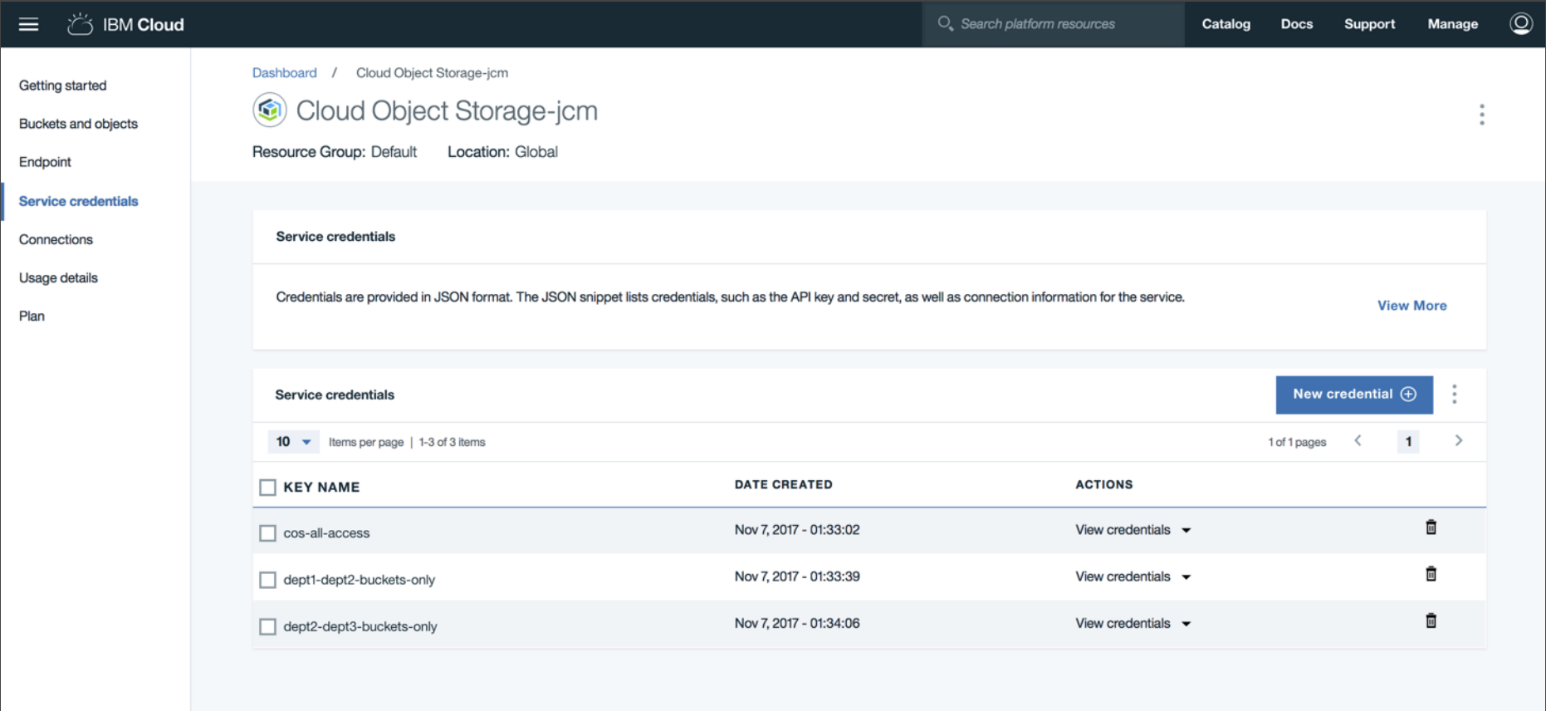 IBM Cloud
Search platform resources
Catalog Docs Support Manage
Getting started
Buckets and objects
Endpoint
Service credentials
Connections
Usage details
Plan
Dashboard / Cloud Object Storage-jcm
Cloud Object Storage-jcm
Resource Group: Default Location: Global
Service credentials
Credentials are provided in JSON format. The JSON snippet lists credentials, such as the API key and secret, as well as connection information for the service.
View More
Service credentials
New credential
10 Items per page | 1-3 of 3 items 1 of 1 pages 1
KEY NAME DATE CREATED ACTIONS
cos-all-access Nov 7, 2017 - 01:33:02 View credentials
dept1-dept2-buckets-only Nov 7, 2017 - 01:33:39 View credentials
dept2-dept3-buckets-only Nov 7, 2017 - 01:34:06 View credentials